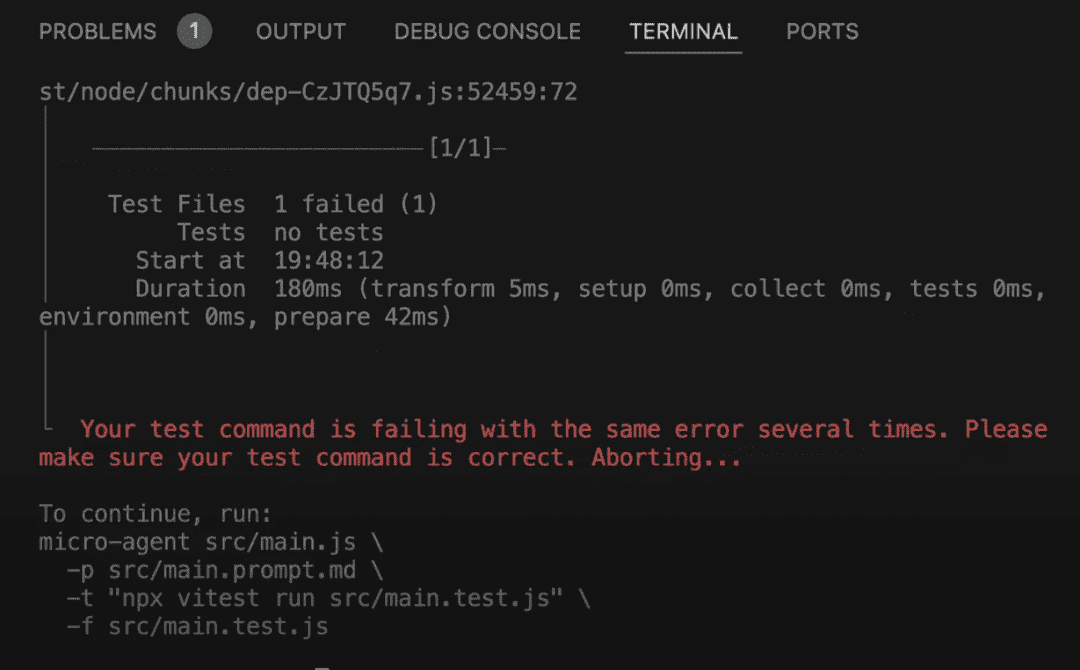 PROBLEMS 1 OUTPUT DEBUG CONSOLE TERMINAL PORTS
st/node/chunks/dep-CzJTQ5q7.js:52459:72
[1/1]
Test Files 1 failed (1)
Tests no tests
Start at 19:48:12
Duration 180ms (transform 5ms, setup 0ms, collect 0ms, tests 0ms,
environment 0ms, prepare 42ms)
Your test command is failing with the same error several times. Please
make sure your test command is correct. Aborting...
To continue, run:
micro-agent src/main.js \
-p src/main.prompt.md \
-t "npx vitest run src/main.test.js" \
-f src/main.test.js